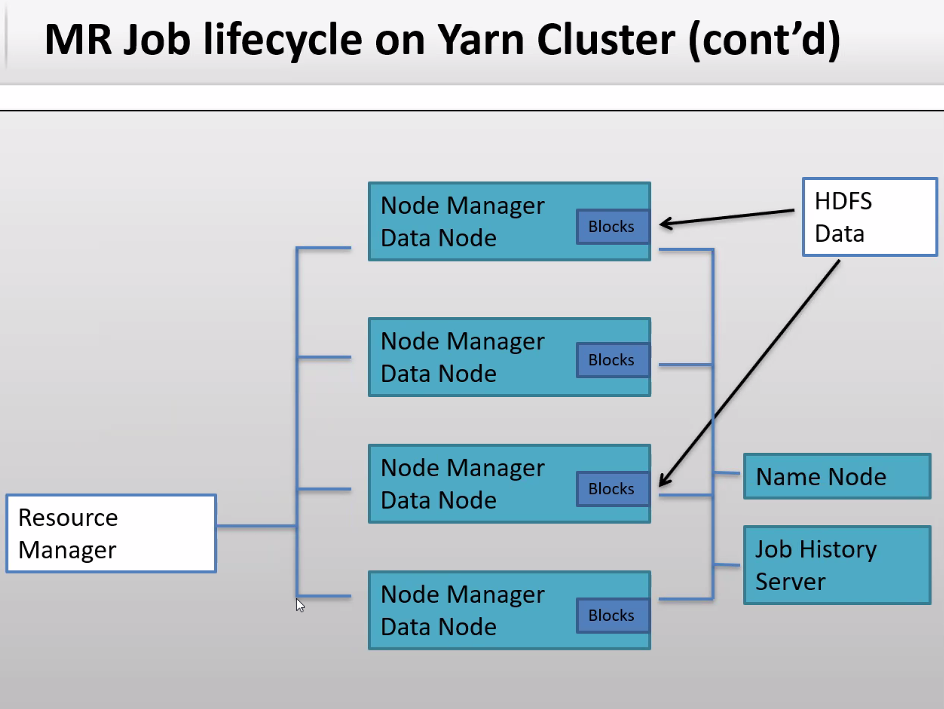 MR Job lifecycle on Yarn Cluster (cont’d)
Node Manager
Data Node
Blocks
HDFS
Data
Node Manager
Data Node
Blocks
Node Manager
Data Node
Blocks
Name Node
Resource
Manager
Job History
Server
Node Manager
Data Node
Blocks